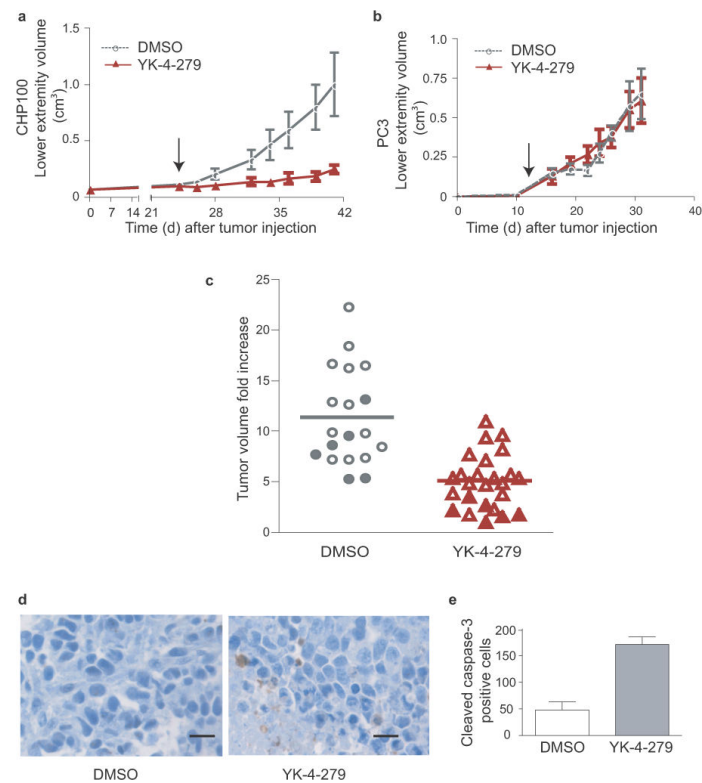 a
DMSO
YK-4-279
CHP100
Lower extremity volume
(cm³)
1.5
1.0
0.5
0
0 7 14 21 28 35 42
Time (d) after tumor injection
b
DMSO
YK-4-279
PC3
Lower extremity volume
(cm³)
1.0
0.75
0.50
0.25
0
0 10 20 30 40
Time (d) after tumor injection
c
Tumor volume fold increase
25
20
15
10
5
0
DMSO YK-4-279
d
DMSO YK-4-279
e
Cleaved caspase-3
positive cells
200
150
100
50
0
DMSO YK-4-279